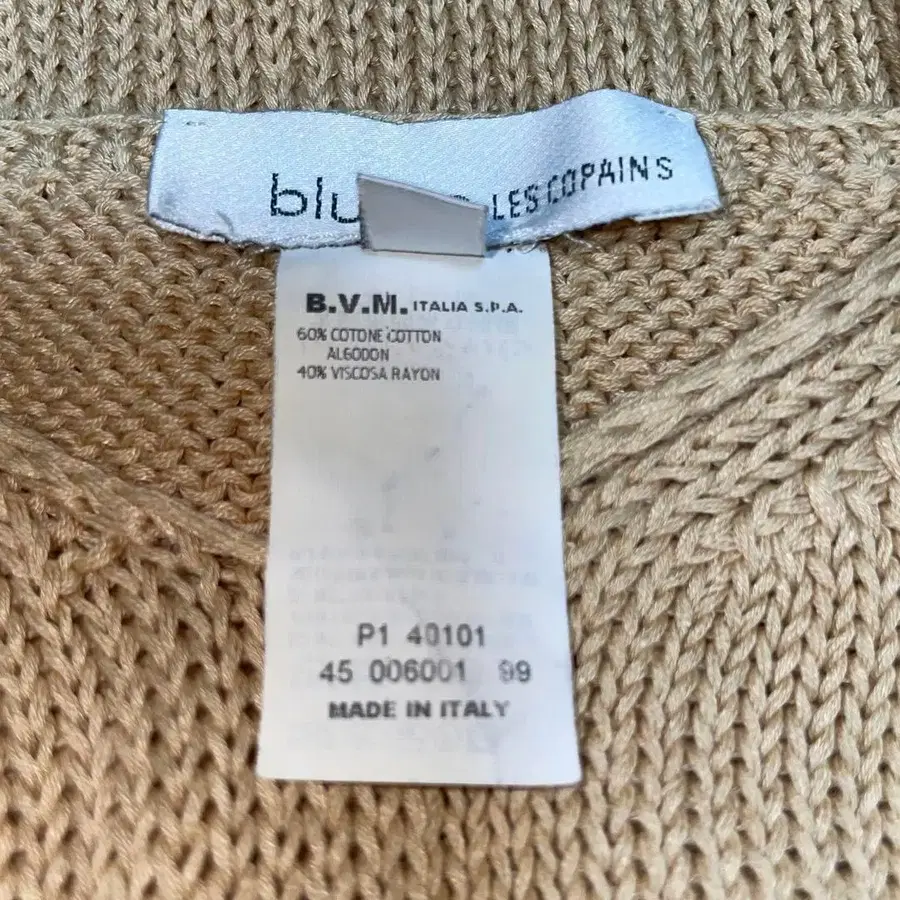 blu LES COPAINS
B.V.M. ITALIA S.P.A.
60% COTONE COTTON
ALGODON
40% VISCOSA RAYON
P1 40101
45 006001 99
MADE IN ITALY